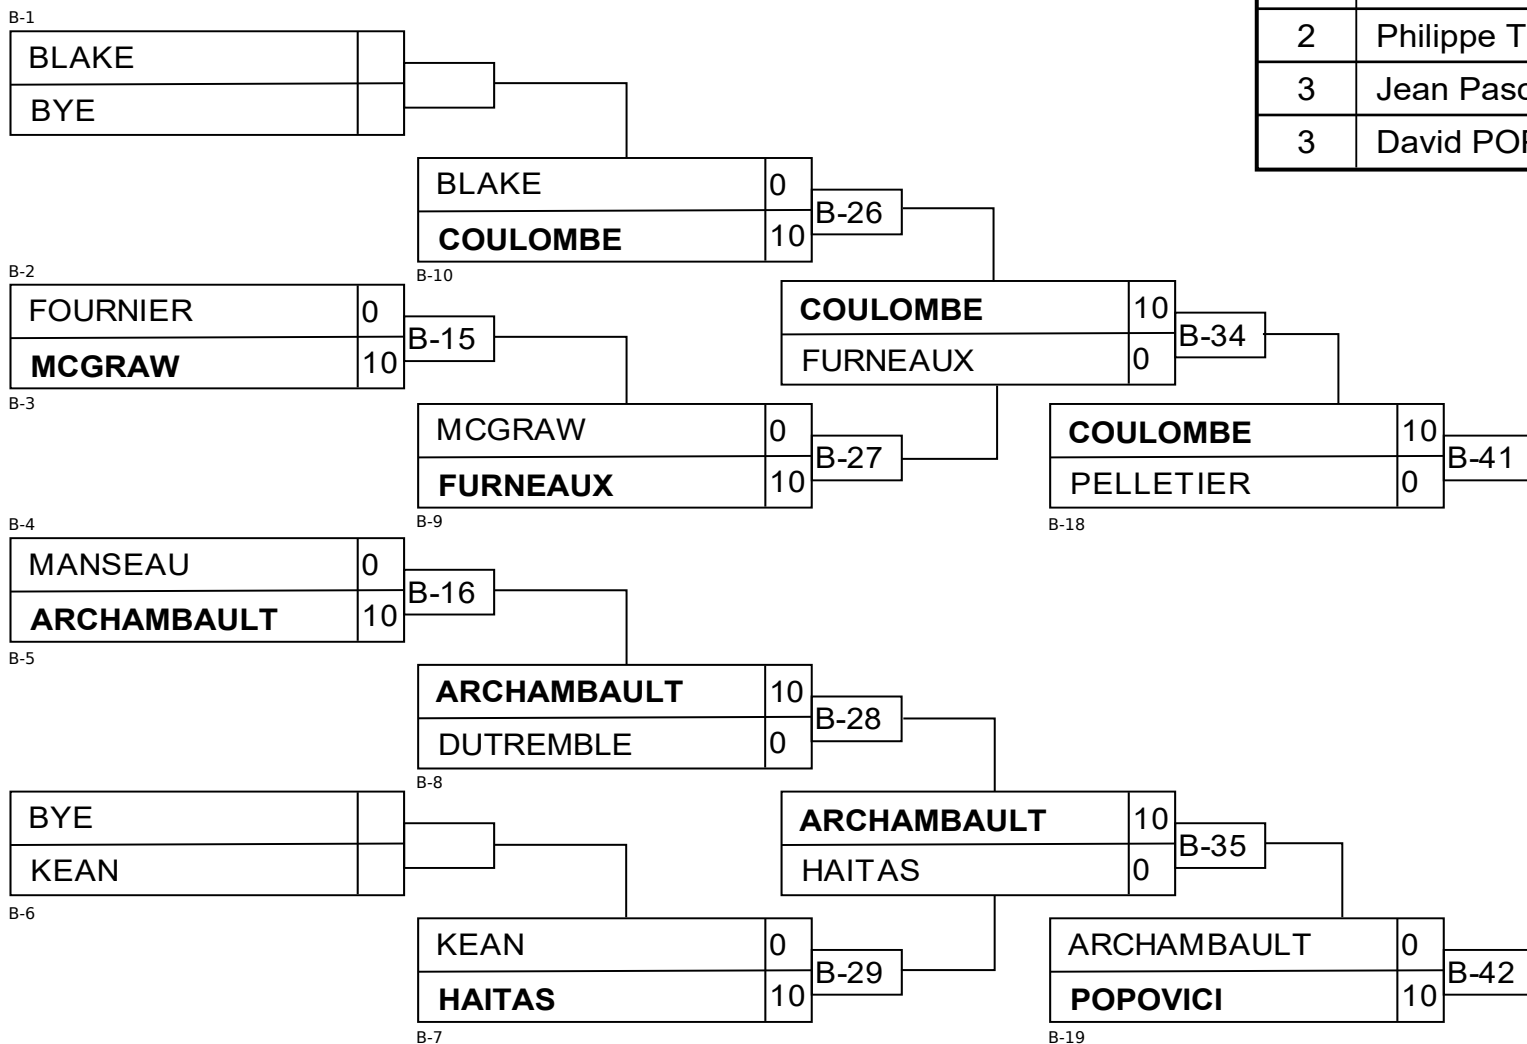 B-1
BLAKE
BYE
2 Philippe
3 Jean
3 David
BLAKE 0
B-26
COULOMBE 10
B-10
B-2
FOURNIER 0
B-15
MCGRAW 10
B-3
COULOMBE 10
B-34
FURNEAUX 0
MCGRAW 0
B-27
FURNEAUX 10
B-9
COULOMBE 10
B-41
PELLETIER 0
B-18
B-4
MANSEAU 0
B-16
ARCHAMBAULT 10
B-5
ARCHAMBAULT 10
B-28
DUTREMBLE 0
B-8
BYE
KEAN
B-6
ARCHAMBAULT 10
B-35
HAITAS 0
KEAN 0
B-29
HAITAS 10
B-7
ARCHAMBAULT 0
B-42
POPOVICI 10
B-19